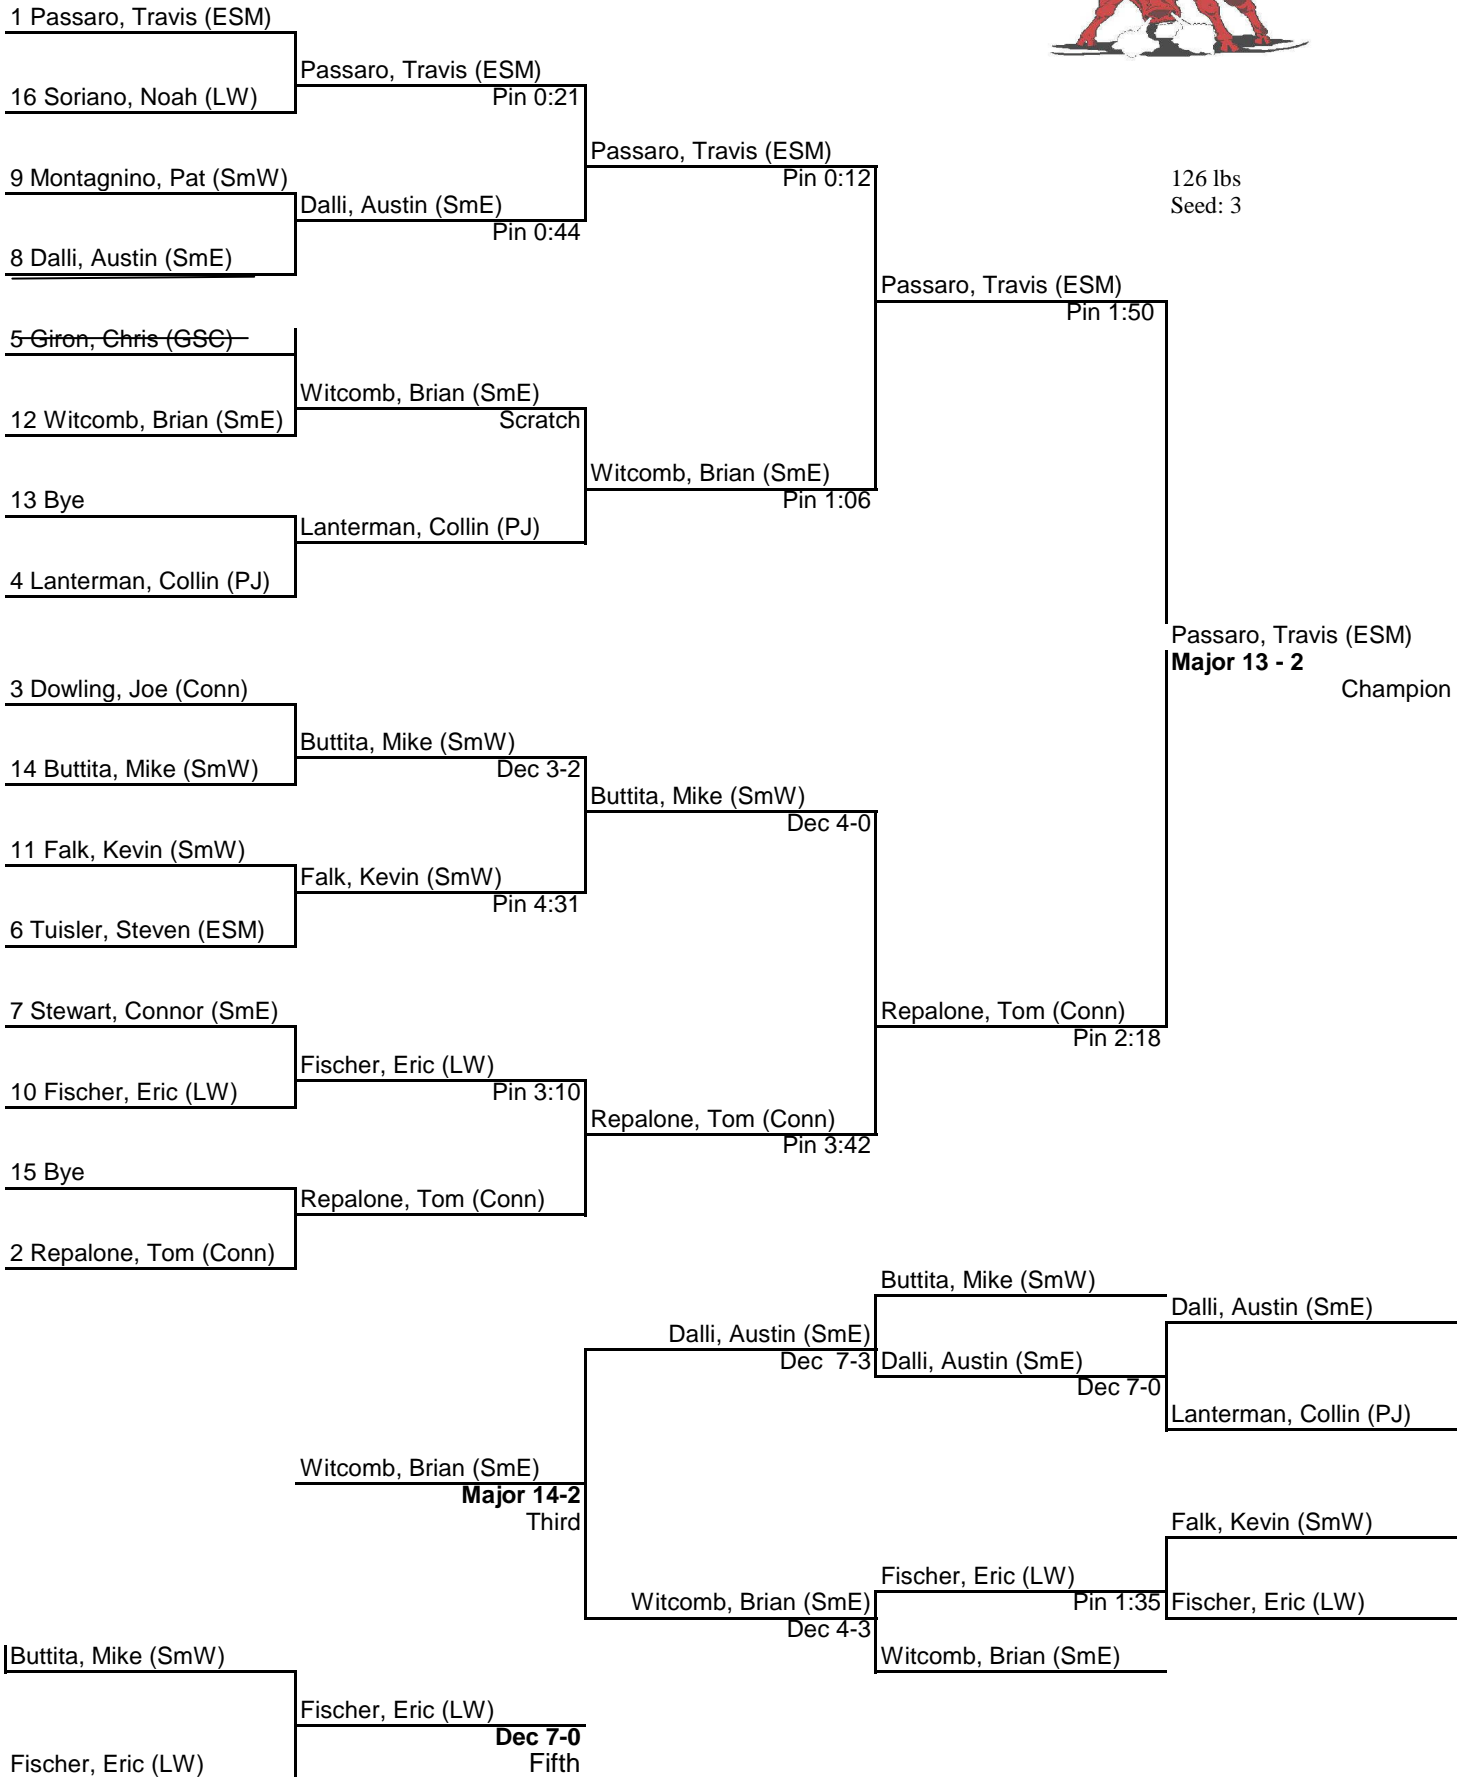 1 Passaro, Travis (ESM)
Passaro, Travis (ESM)
16 Soriano, Noah (LW)
Pin 0:21
Passaro, Travis (ESM)
9 Montagnino, Pat (SmW)
Pin 0:12
126 lbs
Dalli, Austin (SmE)
Seed: 3
Pin 0:44
8 Dalli, Austin (SmE)
Passaro, Travis (ESM)
Pin 1:50
5 Giron, Chris (GSC)
Witcomb, Brian (SmE)
12 Witcomb, Brian (SmE)
Scratch
Witcomb, Brian (SmE)
13 Bye
Pin 1:06
Lanterman, Collin (PJ)
4 Lanterman, Collin (PJ)
Passaro, Travis (ESM)
Major 13 - 2
3 Dowling, Joe (Conn)
Champion
Buttita, Mike (SmW)
14 Buttita, Mike (SmW)
Dec 3-2
Buttita, Mike (SmW)
Dec 4-0
11 Falk, Kevin (SmW)
Falk, Kevin (SmW)
Pin 4:31
6 Tuisler, Steven (ESM)
7 Stewart, Connor (SmE)
Repalone, Tom (Conn)
Pin 2:18
Fischer, Eric (LW)
10 Fischer, Eric (LW)
Pin 3:10
Repalone, Tom (Conn)
Pin 3:42
15 Bye
Repalone, Tom (Conn)
2 Repalone, Tom (Conn)
Buttita, Mike (SmW)
Dalli, Austin (SmE)
Dalli, Austin (SmE)
Dec 7-3
Dalli, Austin (SmE)
Dec 7-0
Lanterman, Collin (PJ)
Witcomb, Brian (SmE)
Major 14-2
Third
Falk, Kevin (SmW)
Fischer, Eric (LW)
Witcomb, Brian (SmE)
Pin 1:35
Fischer, Eric (LW)
Dec 4-3
Buttita, Mike (SmW)
Witcomb, Brian (SmE)
Fischer, Eric (LW)
Dec 7-0
Fischer, Eric (LW)
Fifth